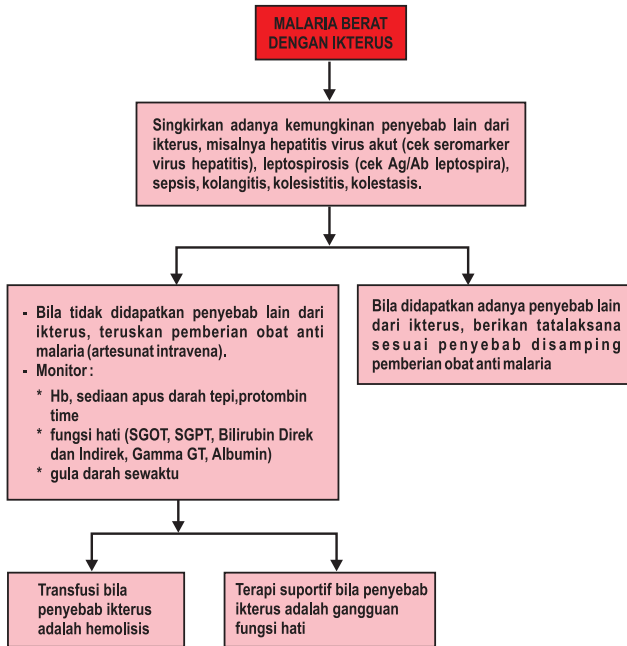 MALARIA BERAT
DENGAN IKTERUS
Singkirkan adanya kemungkinan penyebab lain dari
ikterus, misalnya hepatitis virus akut (cek seromarker
virus hepatitis), leptospirosis (cek Ag/Ab leptospira),
sepsis, kolangitis, kolesistitis, kolestasis.
- Bila tidak didapatkan penyebab lain dari
ikterus, teruskan pemberian obat anti
malaria (artesunat intravena).
- Monitor :
* Hb, sediaan apus darah tepi,protombin
time
* fungsi hati (SGOT, SGPT, Bilirubin Direk
dan Indirek, Gamma GT, Albumin)
* gula darah sewaktu
Bila didapatkan adanya penyebab lain
dari ikterus, berikan tatalaksana
sesuai penyebab disamping
pemberian obat anti malaria
Transfusi bila
penyebab ikterus
adalah hemolisis
Terapi suportif bila penyebab
ikterus adalah gangguan
fungsi hati